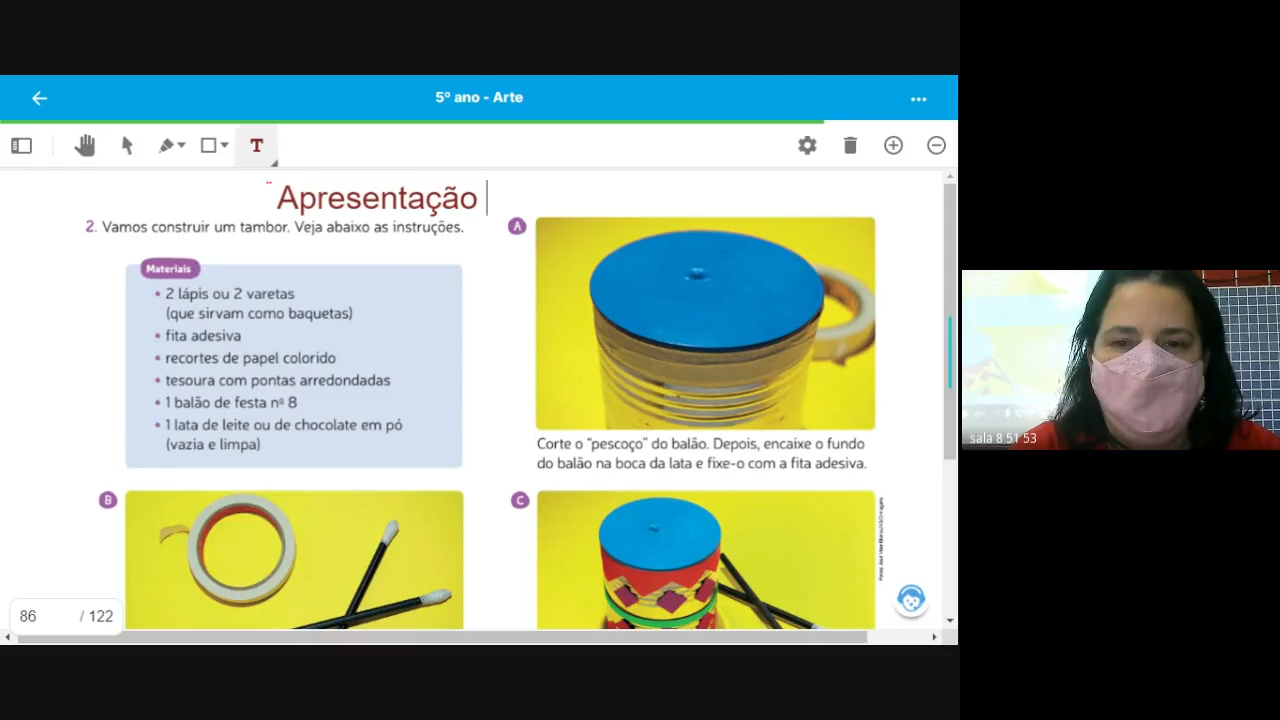 5º ano - Arte
T
Apresentação
2. Vamos construir um tambor. Veja abaixo as instruções.
Materiais
• 2 lápis ou 2 varetas
(que sirvam como baquetas)
• fita adesiva
• recortes de papel colorido
• tesoura com pontas arredondadas
• 1 balão de festa nº 8
• 1 lata de leite ou de chocolate em pó
(vazia e limpa)
A
Corte o "pescoço" do balão. Depois, encaixe o fundo
do balão na boca da lata e fixe-o com a fita adesiva.
B
C
86 / 122
sala 8 51 53